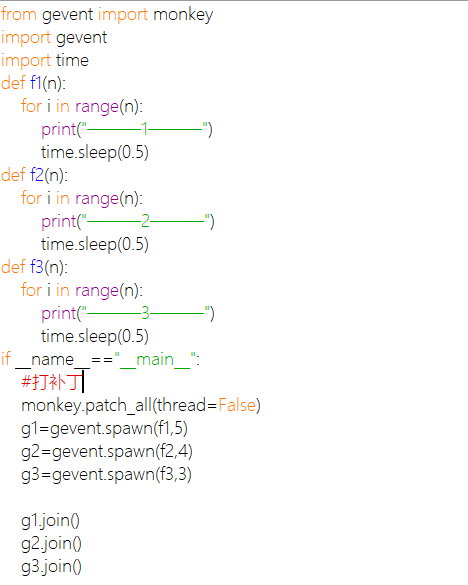 from gevent import monkey
import gevent
import time
def f1(n):
    for i in range(n):
        print("———1———")
        time.sleep(0.5)
def f2(n):
    for i in range(n):
        print("———2———")
        time.sleep(0.5)
def f3(n):
    for i in range(n):
        print("———3———")
        time.sleep(0.5)
if __name__=="__main__":
    #打补丁
    monkey.patch_all(thread=False)
    g1=gevent.spawn(f1,5)
    g2=gevent.spawn(f2,4)
    g3=gevent.spawn(f3,3)

    g1.join()
    g2.join()
    g3.join()